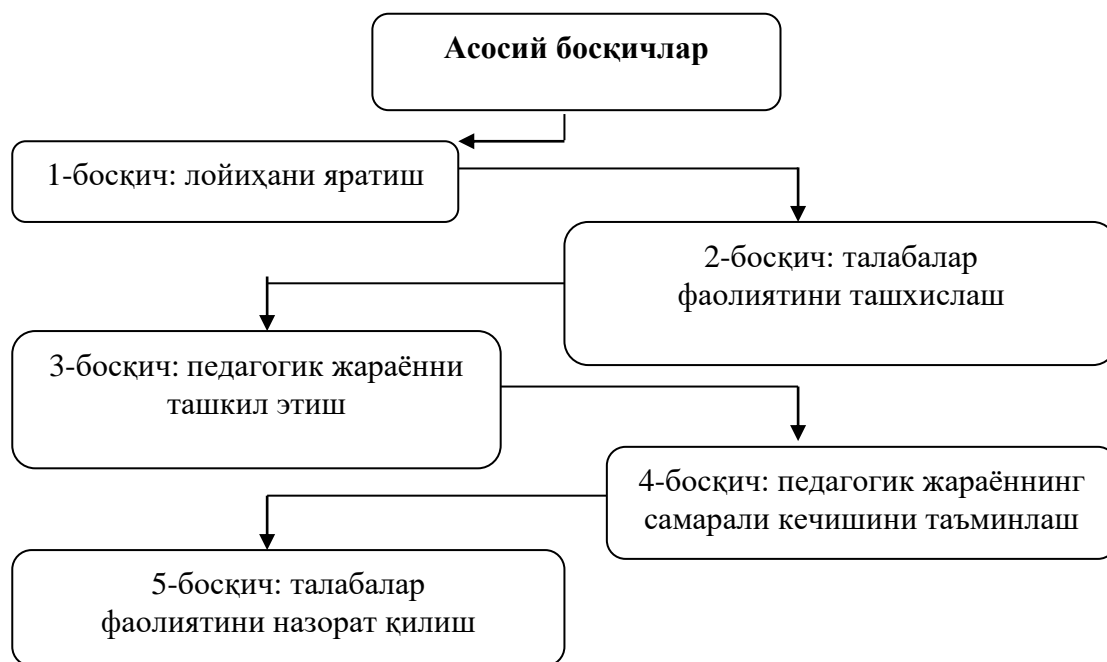 Асосий босқичлар
1-босқич: лойиҳани яратиш
2-босқич: талабалар
фаолиятини ташхислаш
3-босқич: педагогик жараённи
ташкил этиш
4-босқич: педагогик жараённинг
самарали кечишини таъминлаш
5-босқич: талабалар
фаолиятини назорат қилиш